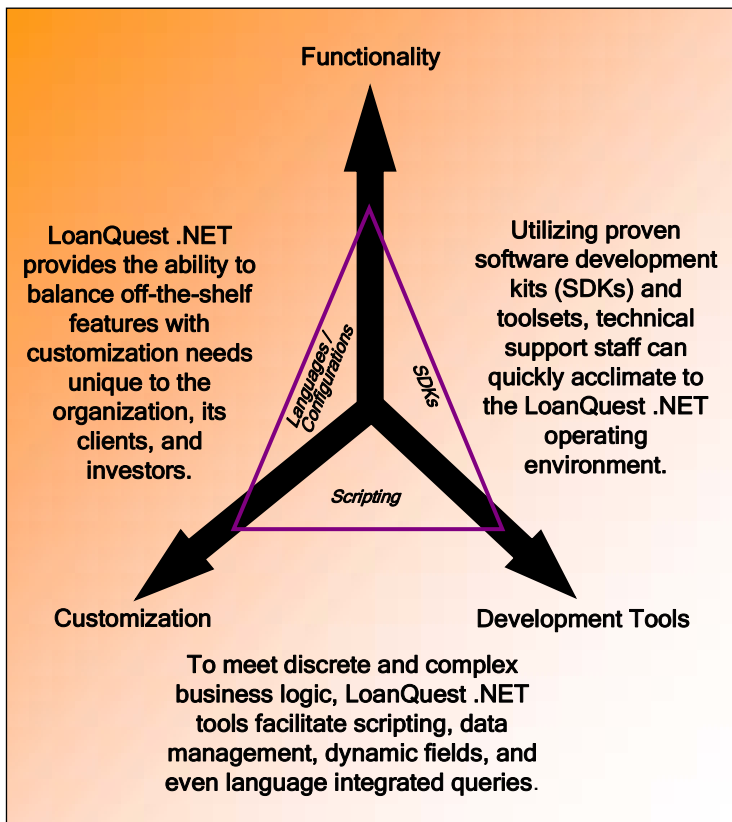 Functionality
LoanQuest .NET
provides the ability to
balance off-the-shelf
features with
customization needs
unique to the
organization, its
clients, and
investors.
Utilizing proven
software development
kits (SDKs) and
toolsets, technical
support staff can
quickly acclimate to
the LoanQuest .NET
operating
environment.
Languages /
Configurations
SDKs
Scripting
Customization
Development Tools
To meet discrete and complex
business logic, LoanQuest .NET
tools facilitate scripting, data
management, dynamic fields, and
even language integrated queries.